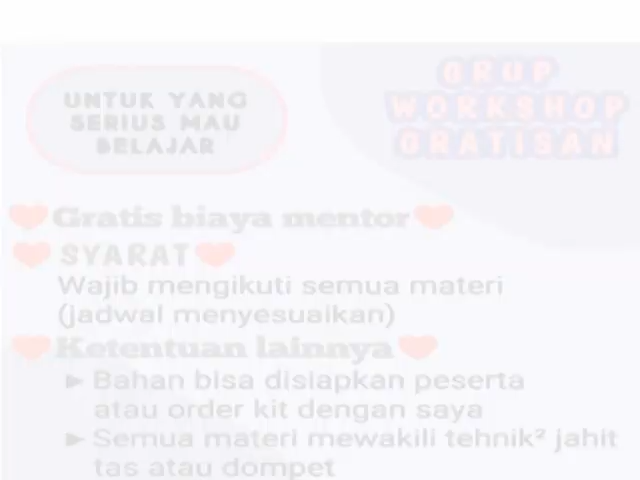 UNTUK YANG
SERIUS MAU
BELAJAR
GRUP
WORKSHOP
GRATISAN
Gratis biaya mentor
SYARAT
Wajib mengikuti semua materi
(jadwal menyesuaikan)
Ketentuan lainnya
► Bahan bisa disiapkan peserta
atau order kit dengan saya
► Semua materi mewakili tehnik² jahit
tas atau dompet